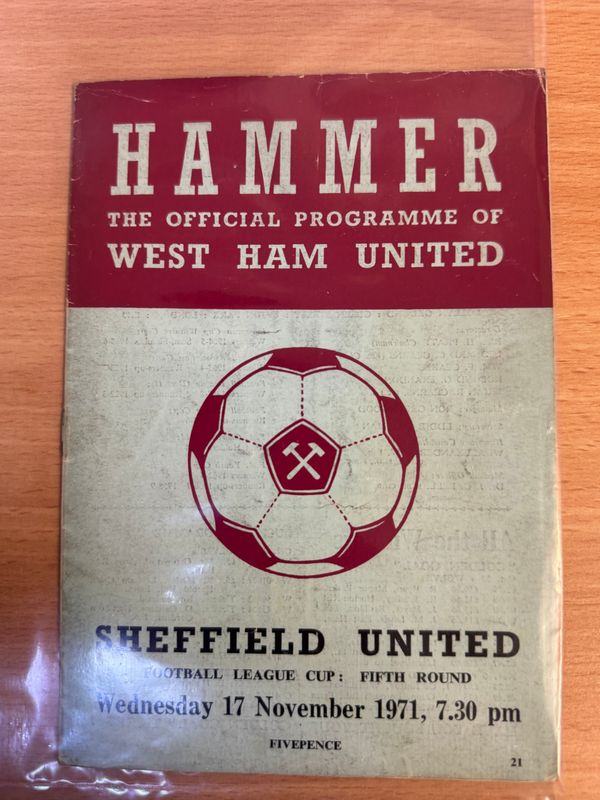 HAMMER
THE OFFICIAL PROGRAMME OF
WEST HAM UNITED
SHEFFIELD UNITED
FOOTBALL LEAGUE CUP: FIFTH ROUND
Wednesday 17 November 1971, 7.30 pm
FIVEPENCE
21